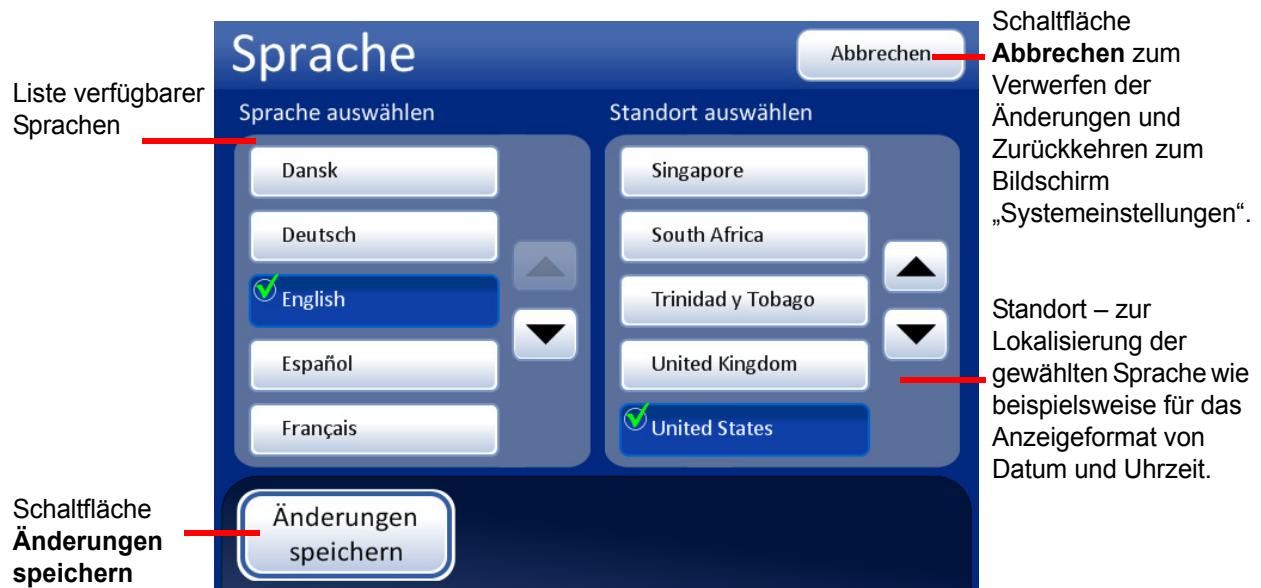 Sprache
Abbrechen
Sprache auswählen
Standort auswählen
Dansk
Deutsch
English
Español
Français
Singapore
South Africa
Trinidad y Tobago
United Kingdom
United States
Änderungen
speichern
Liste verfügbarer
Sprachen
Schaltfläche
Änderungen
speichern
Schaltfläche
Abbrechen zum
Verwerfen der
Änderungen und
Zurückkehren zum
Bildschirm
„Systemeinstellungen“.
Standort – zur
Lokalisierung der
gewählten Sprache wie
beispielsweise für das
Anzeigeformat von
Datum und Uhrzeit.